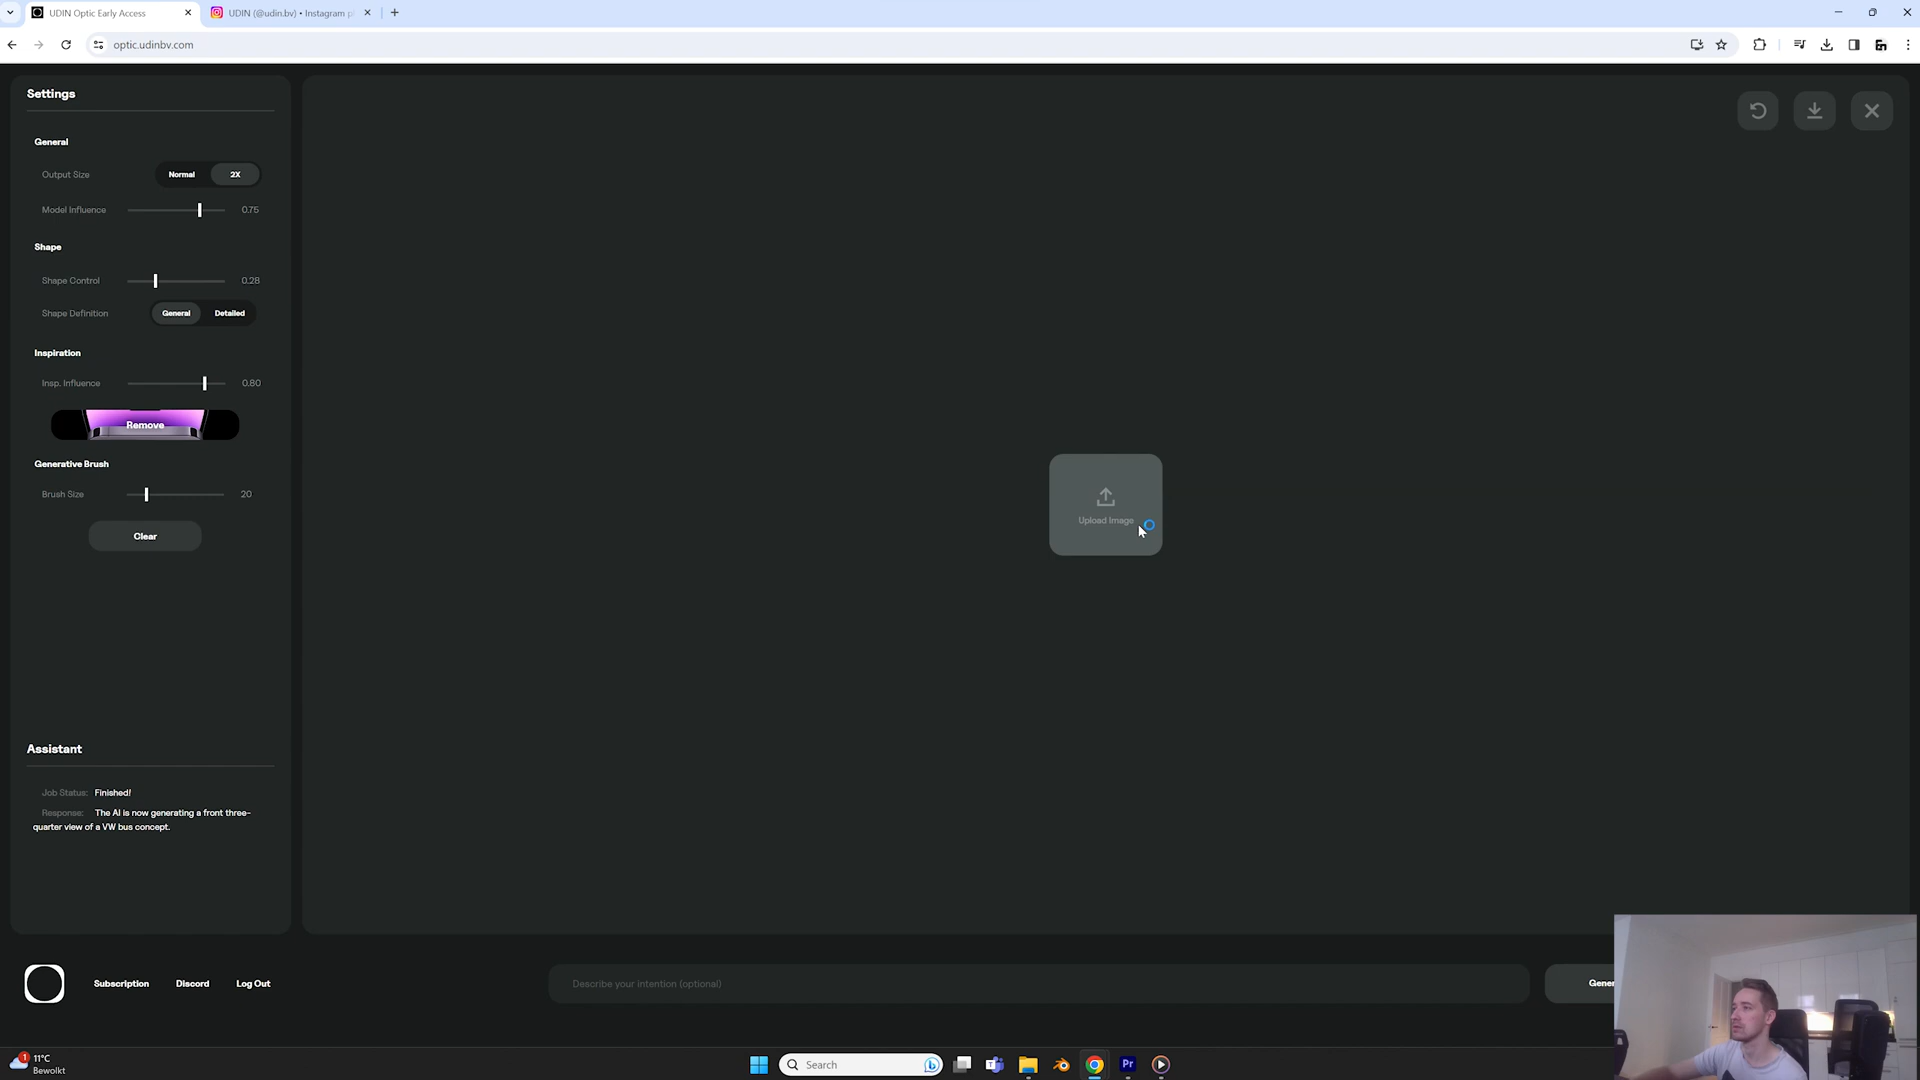 UDIN Optic Early Access
UDIN (@udin.bv) • Instagram p
optic.udinbv.com
Settings
General
Output Size Normal 2X
Model Influence 0.75
Shape
Shape Control 0.28
Shape Definition General Detailed
Inspiration
Insp. Influence 0.80
Remove
Generative Brush
Brush Size 20
Clear
Upload Image
Assistant
Job Status: Finished!
Response: The AI is now generating a front three-
quarter view of a VW bus concept.
Subscription Discord Log Out
Describe your intention (optional)
Gener
1
11°C
Bewolkt
Search
Pr